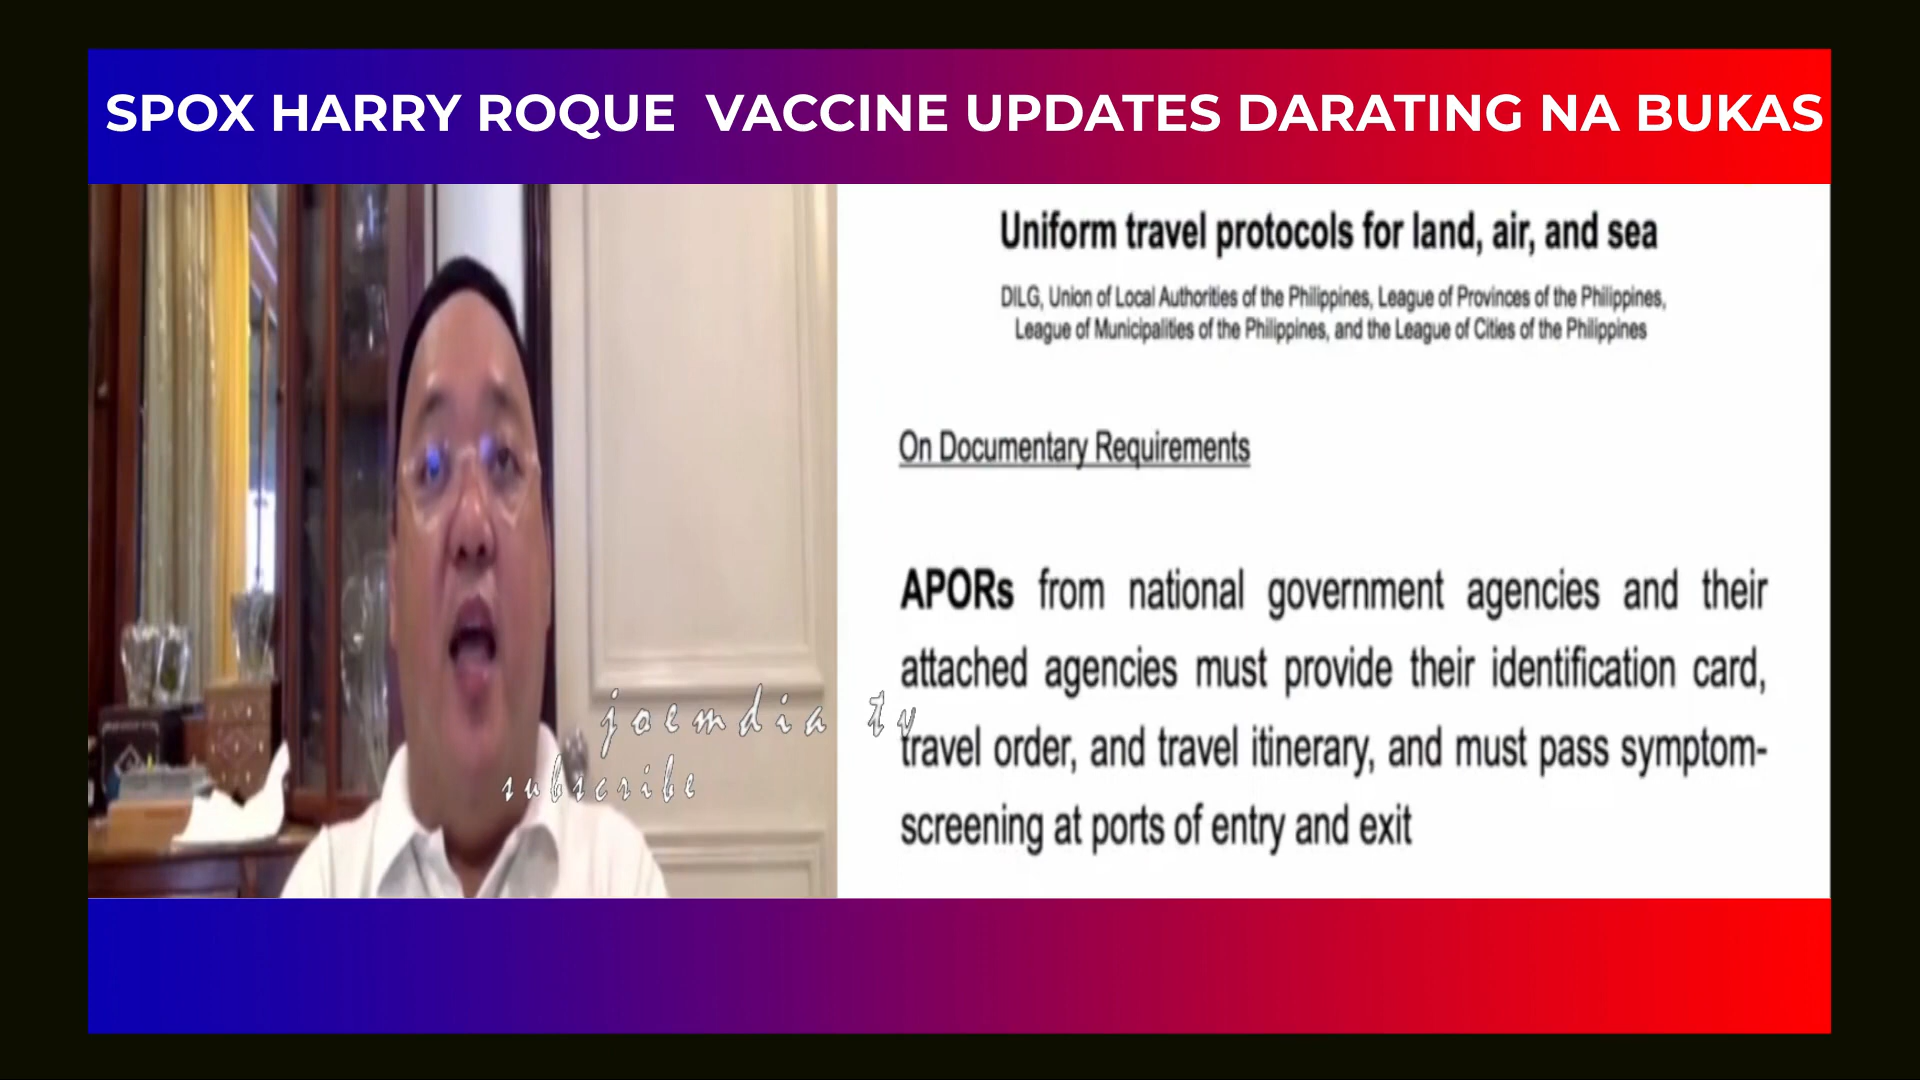 SPOX HARRY ROQUE VACCINE UPDATES DARATING NA BUKAS
Uniform travel protocols for land, air, and sea
DILG, Union of Local Authorities of the Philippines, League of Provinces of the Philippines,
League of Municipalities of the Philippines, and the League of Cities of the Philippines
On Documentary Requirements
APORs from national government agencies and their
attached agencies must provide their identification card,
travel order, and travel itinerary, and must pass symptom-
screening at ports of entry and exit
joemdia tv
subscribe